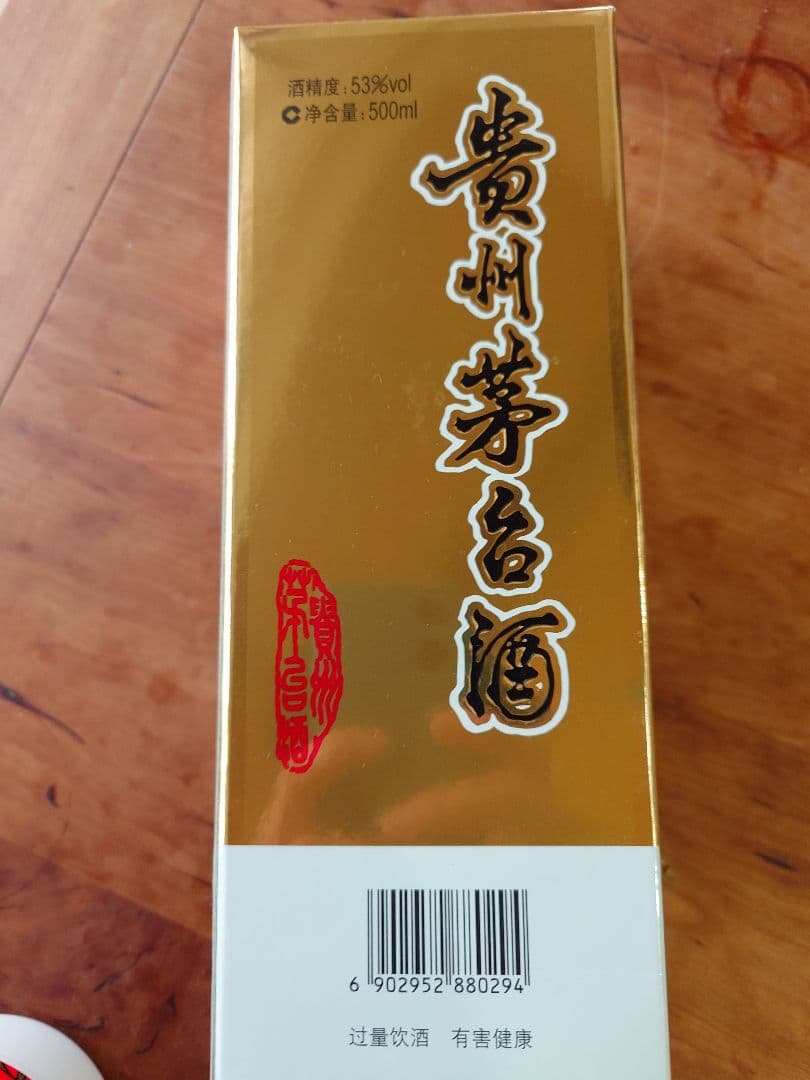 酒精度:53%vol
净含量:500ml
贵州茅台酒
贵州
茅台酒
6 902952 880294
过量饮酒 有害健康